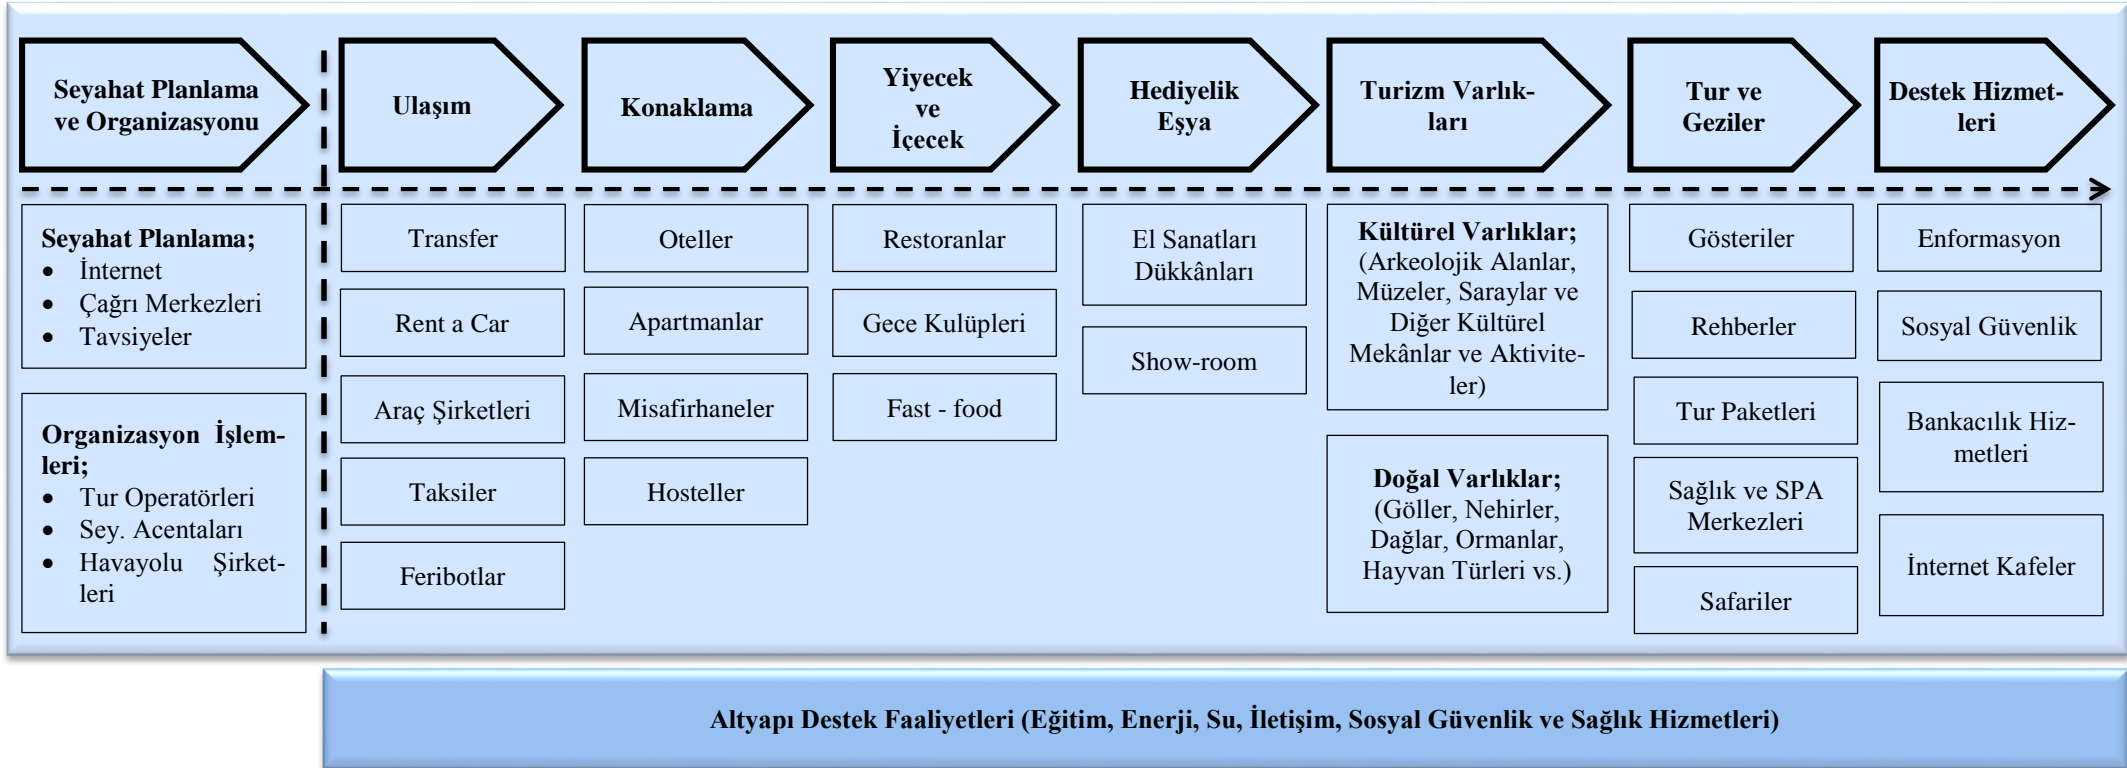 Seyahat Planlama
ve Organizasyonu
Ulaşım
Konaklama
Yiyecek
ve
İçecek
Hediyelik
Eşya
Turizm Varlık-
ları
Tur ve
Geziler
Destek Hizmet-
leri
Seyahat Planlama;
• İnternet
• Çağrı Merkezleri
• Tavsiyeler
Organizasyon İşlem-
leri;
• Tur Operatörleri
• Sey. Acentaları
• Havayolu Şirket-
leri
Transfer
Rent a Car
Araç Şirketleri
Taksiler
Feribotlar
Oteller
Apartmanlar
Misafirhaneler
Hosteller
Restoranlar
Gece Kulüpleri
Fast - food
El Sanatları
Dükkânları
Show-room
Kültürel Varlıklar;
(Arkeolojik Alanlar,
Müzeler, Saraylar ve
Diğer Kültürel
Mekânlar ve Aktivite-
ler)
Doğal Varlıklar;
(Göller, Nehirler,
Dağlar, Ormanlar,
Hayvan Türleri vs.)
Gösteriler
Rehberler
Tur Paketleri
Sağlık ve SPA
Merkezleri
Safariler
Enformasyon
Sosyal Güvenlik
Bankacılık Hiz-
metleri
İnternet Kafeler
Altyapı Destek Faaliyetleri (Eğitim, Enerji, Su, İletişim, Sosyal Güvenlik ve Sağlık Hizmetleri)